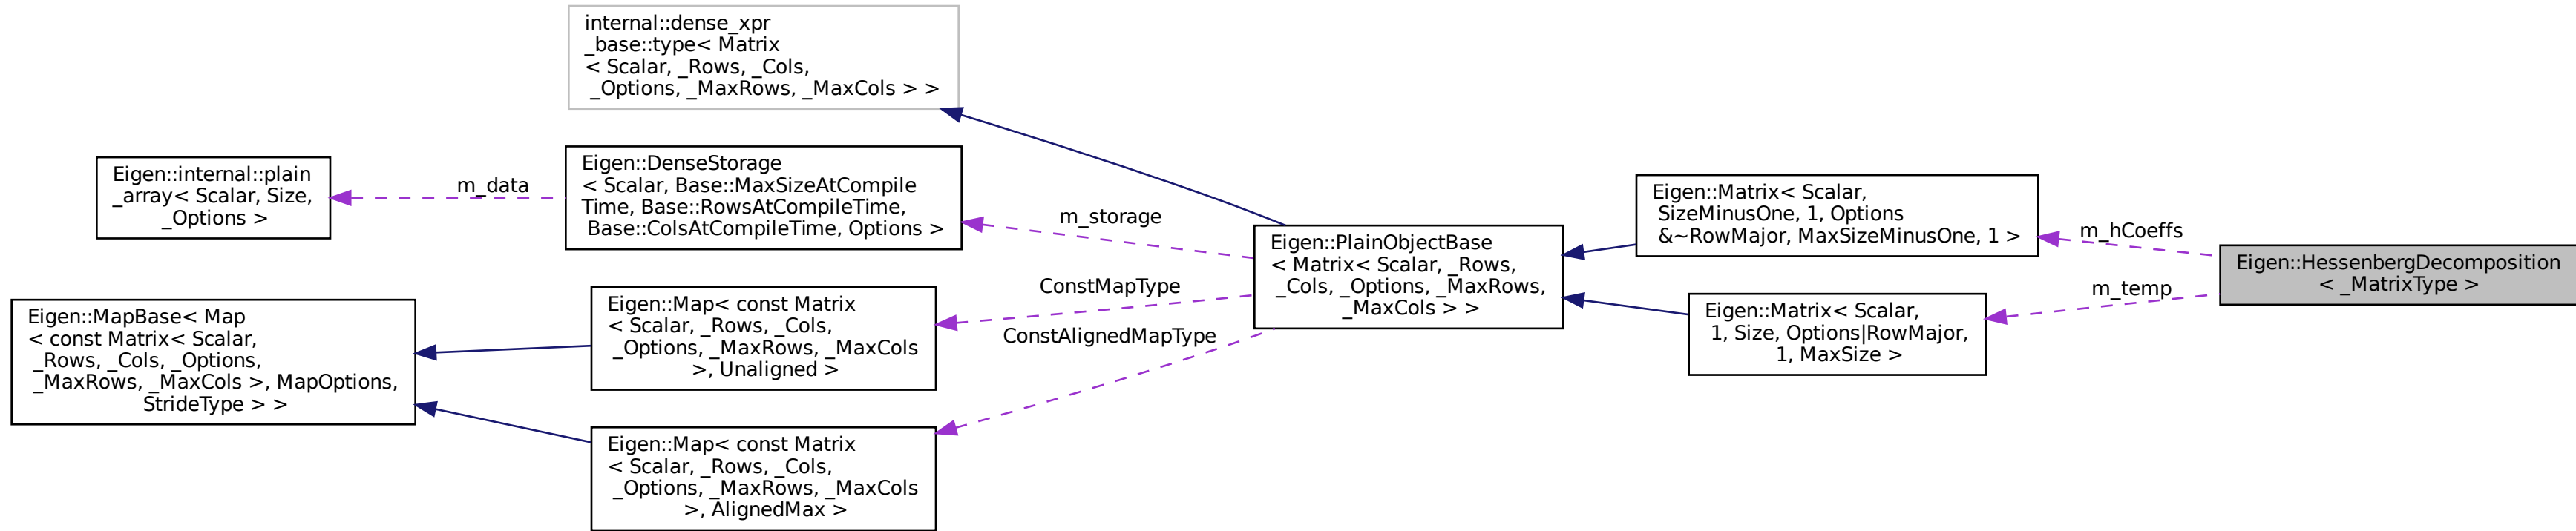 internal::dense_xpr
_base::type< Matrix
< Scalar, _Rows, _Cols,
_Options, _MaxRows, _MaxCols > >
Eigen::internal::plain
_array< Scalar, Size,
_Options >
m_data
Eigen::DenseStorage
< Scalar, Base::MaxSizeAtCompile
Time, Base::RowsAtCompileTime,
Base::ColsAtCompileTime, Options >
m_storage
Eigen::MapBase< Map
< const Matrix< Scalar,
_Rows, _Cols, _Options,
_MaxRows, _MaxCols >, MapOptions,
StrideType > >
Eigen::Map< const Matrix
< Scalar, _Rows, _Cols,
_Options, _MaxRows, _MaxCols
>, Unaligned >
ConstMapType
ConstAlignedMapType
Eigen::Map< const Matrix
< Scalar, _Rows, _Cols,
_Options, _MaxRows, _MaxCols
>, AlignedMax >
Eigen::PlainObjectBase
< Matrix< Scalar, _Rows,
_Cols, _Options, _MaxRows,
_MaxCols > >
Eigen::Matrix< Scalar,
SizeMinusOne, 1, Options
&~RowMajor, MaxSizeMinusOne, 1 >
m_hCoeffs
Eigen::Matrix< Scalar,
1, Size, Options|RowMajor,
1, MaxSize >
m_temp
Eigen::HessenbergDecomposition
< _MatrixType >